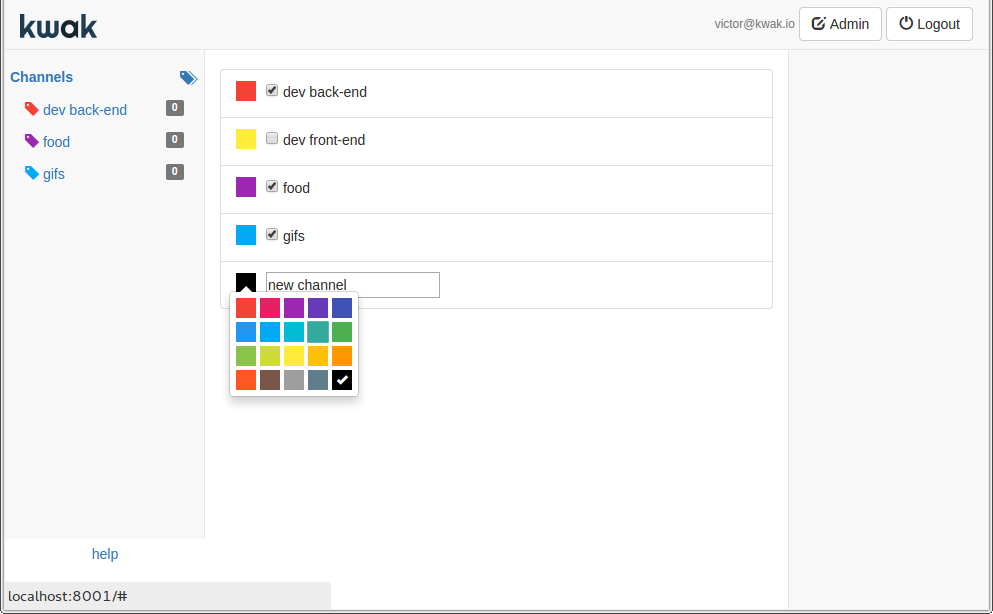 kwak
victor@kwak.io Admin Logout
Channels
dev back-end 0
food 0
gifs 0
dev back-end
dev front-end
food
gifs
new channel
help
localhost:8001/#